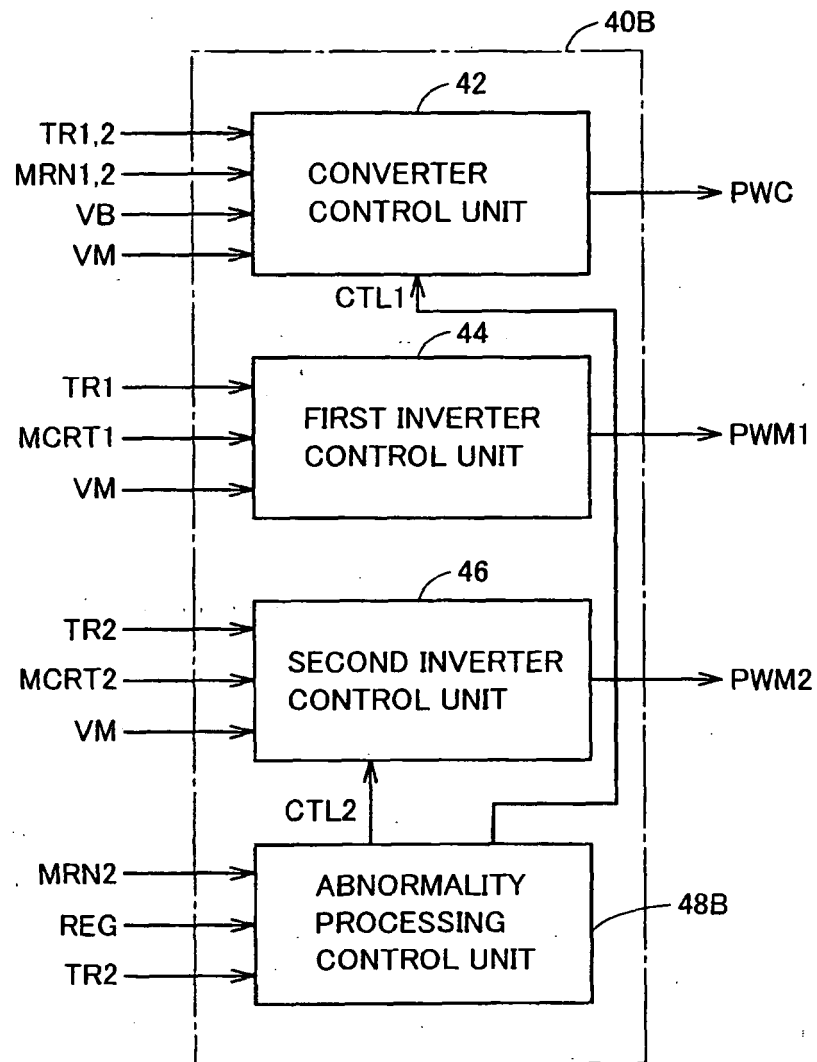 40B
42
TR1,2
MRN1,2
VB
VM
CONVERTER
CONTROL UNIT
PWC
CTL1
44
TR1
MCRT1
VM
FIRST INVERTER
CONTROL UNIT
PWM1
46
TR2
MCRT2
VM
SECOND INVERTER
CONTROL UNIT
PWM2
CTL2
MRN2
REG
TR2
ABNORMALITY
PROCESSING
CONTROL UNIT
48B